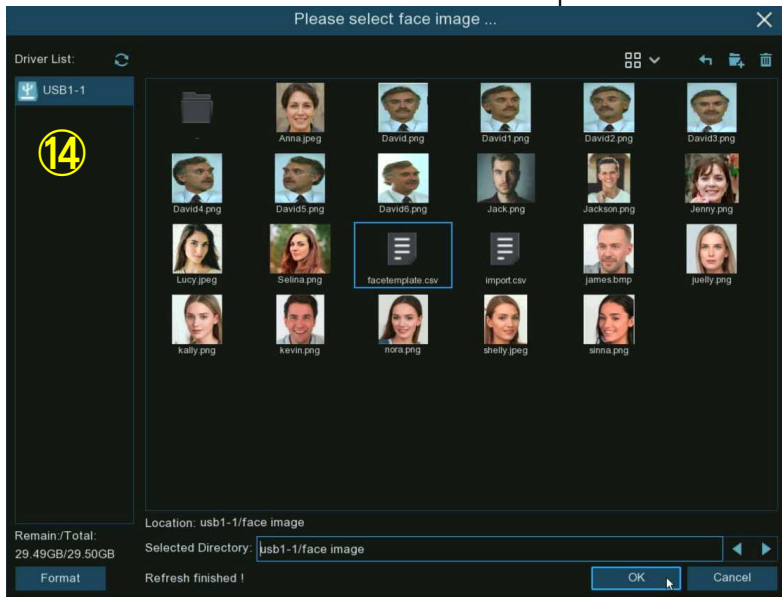 Please select face image ...
Driver List:
USB1-1
⑭
..
Anna.jpeg
David.png
David1.png
David2.png
David3.png
David4.png
David5.png
David6.png
Jack.png
Jackson.png
Jenny.png
Lucy.jpeg
Selina.png
facetemplate.csv
import.csv
james.bmp
juelly.png
kally.png
kevin.png
nora.png
shelly.jpeg
sinna.png
Location: usb1-1/face image
Remain:/Total:
29.49GB/29.50GB
Selected Directory: usb1-1/face image
Format
Refresh finished !
OK
Cancel